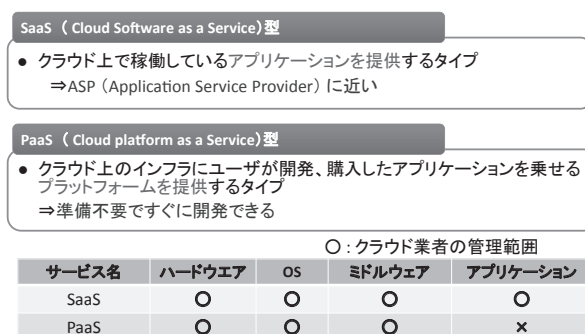 SaaS （ Cloud Software as a Service）型
● クラウド上で稼働しているアプリケーションを提供するタイプ
⇒ASP （Application Service Provider） に近い
PaaS （ Cloud platform as a Service）型
● クラウド上のインフラにユーザが開発、購入したアプリケーションを乗せる
プラットフォームを提供するタイプ
⇒準備不要ですぐに開発できる
○ : クラウド業者の管理範囲
サービス名 ハードウエア OS ミドルウェア アプリケーション
SaaS ○ ○ ○ ○
PaaS ○ ○ ○ ×